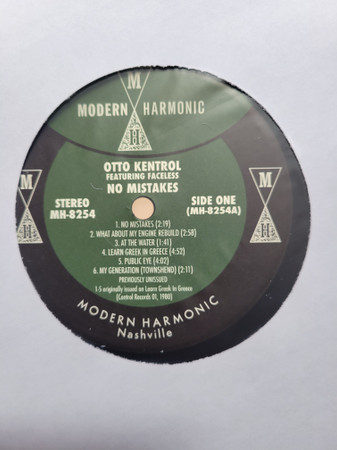 M
MODERN HARMONIC
OTTO KENTROL
FEATURING FACELESS
NO MISTAKES
STEREO
MH-8254
SIDE ONE
(MH-8254A)
1. NO MISTAKES (2:19)
2. WHAT ABOUT MY ENGINE REBUILD (2:58)
3. AT THE WATER (1:41)
4. LEARN GREEK IN GREECE (4:52)
5. PUBLIC EYE (4:02)
6. MY GENERATION (TOWNSHEND) (2:11)
PREVIOUSLY UNISSUED
1-5 originally issued on Learn Greek In Greece
(Control Records 01, 1980)
M
M
MODERN HARMONIC
Nashville